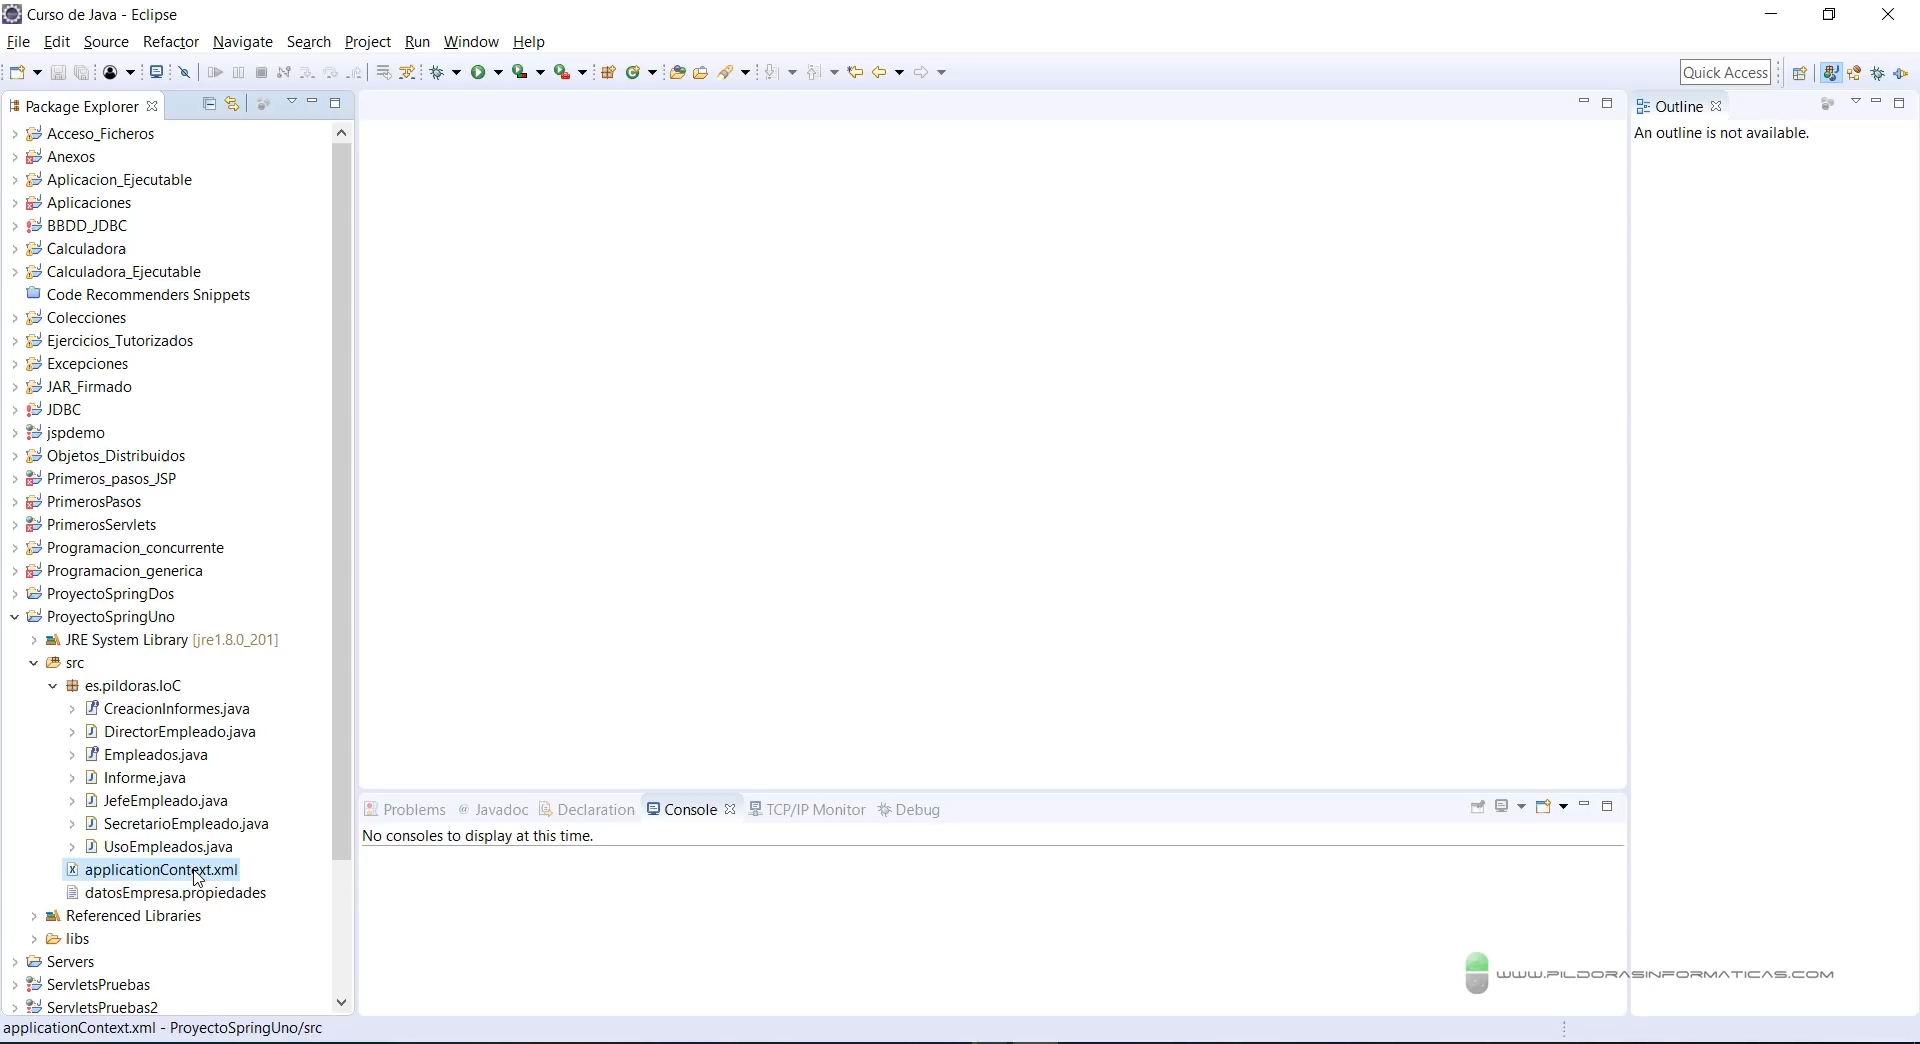 Curso de Java - Eclipse
File Edit Source Refactor Navigate Search Project Run Window Help
Quick Access
Package Explorer
Acceso_Ficheros
Anexos
Aplicacion_Ejecutable
Aplicaciones
BBDD_JDBC
Calculadora
Calculadora_Ejecutable
Code Recommenders Snippets
Colecciones
Ejercicios_Tutorizados
Excepciones
JAR_Firmado
JDBC
jspdemo
Objetos_Distribuidos
Primeros_pasos_JSP
PrimerosPasos
PrimerosServlets
Programacion_concurrente
Programacion_generica
ProyectoSpringDos
ProyectoSpringUno
JRE System Library [jre1.8.0_201]
src
es.pildoras.IoC
CreacionInformes.java
DirectorEmpleado.java
Empleados.java
Informe.java
JefeEmpleado.java
SecretarioEmpleado.java
UsoEmpleados.java
applicationContext.xml
datosEmpresa.propiedades
Referenced Libraries
libs
Servers
ServletsPruebas
ServletsPruebas2
Outline
An outline is not available.
Problems @ Javadoc Declaration Console TCP/IP Monitor Debug
No consoles to display at this time.
WWW.PILDORASINFORMATICAS.COM
applicationContext.xml - ProyectoSpringUno/src